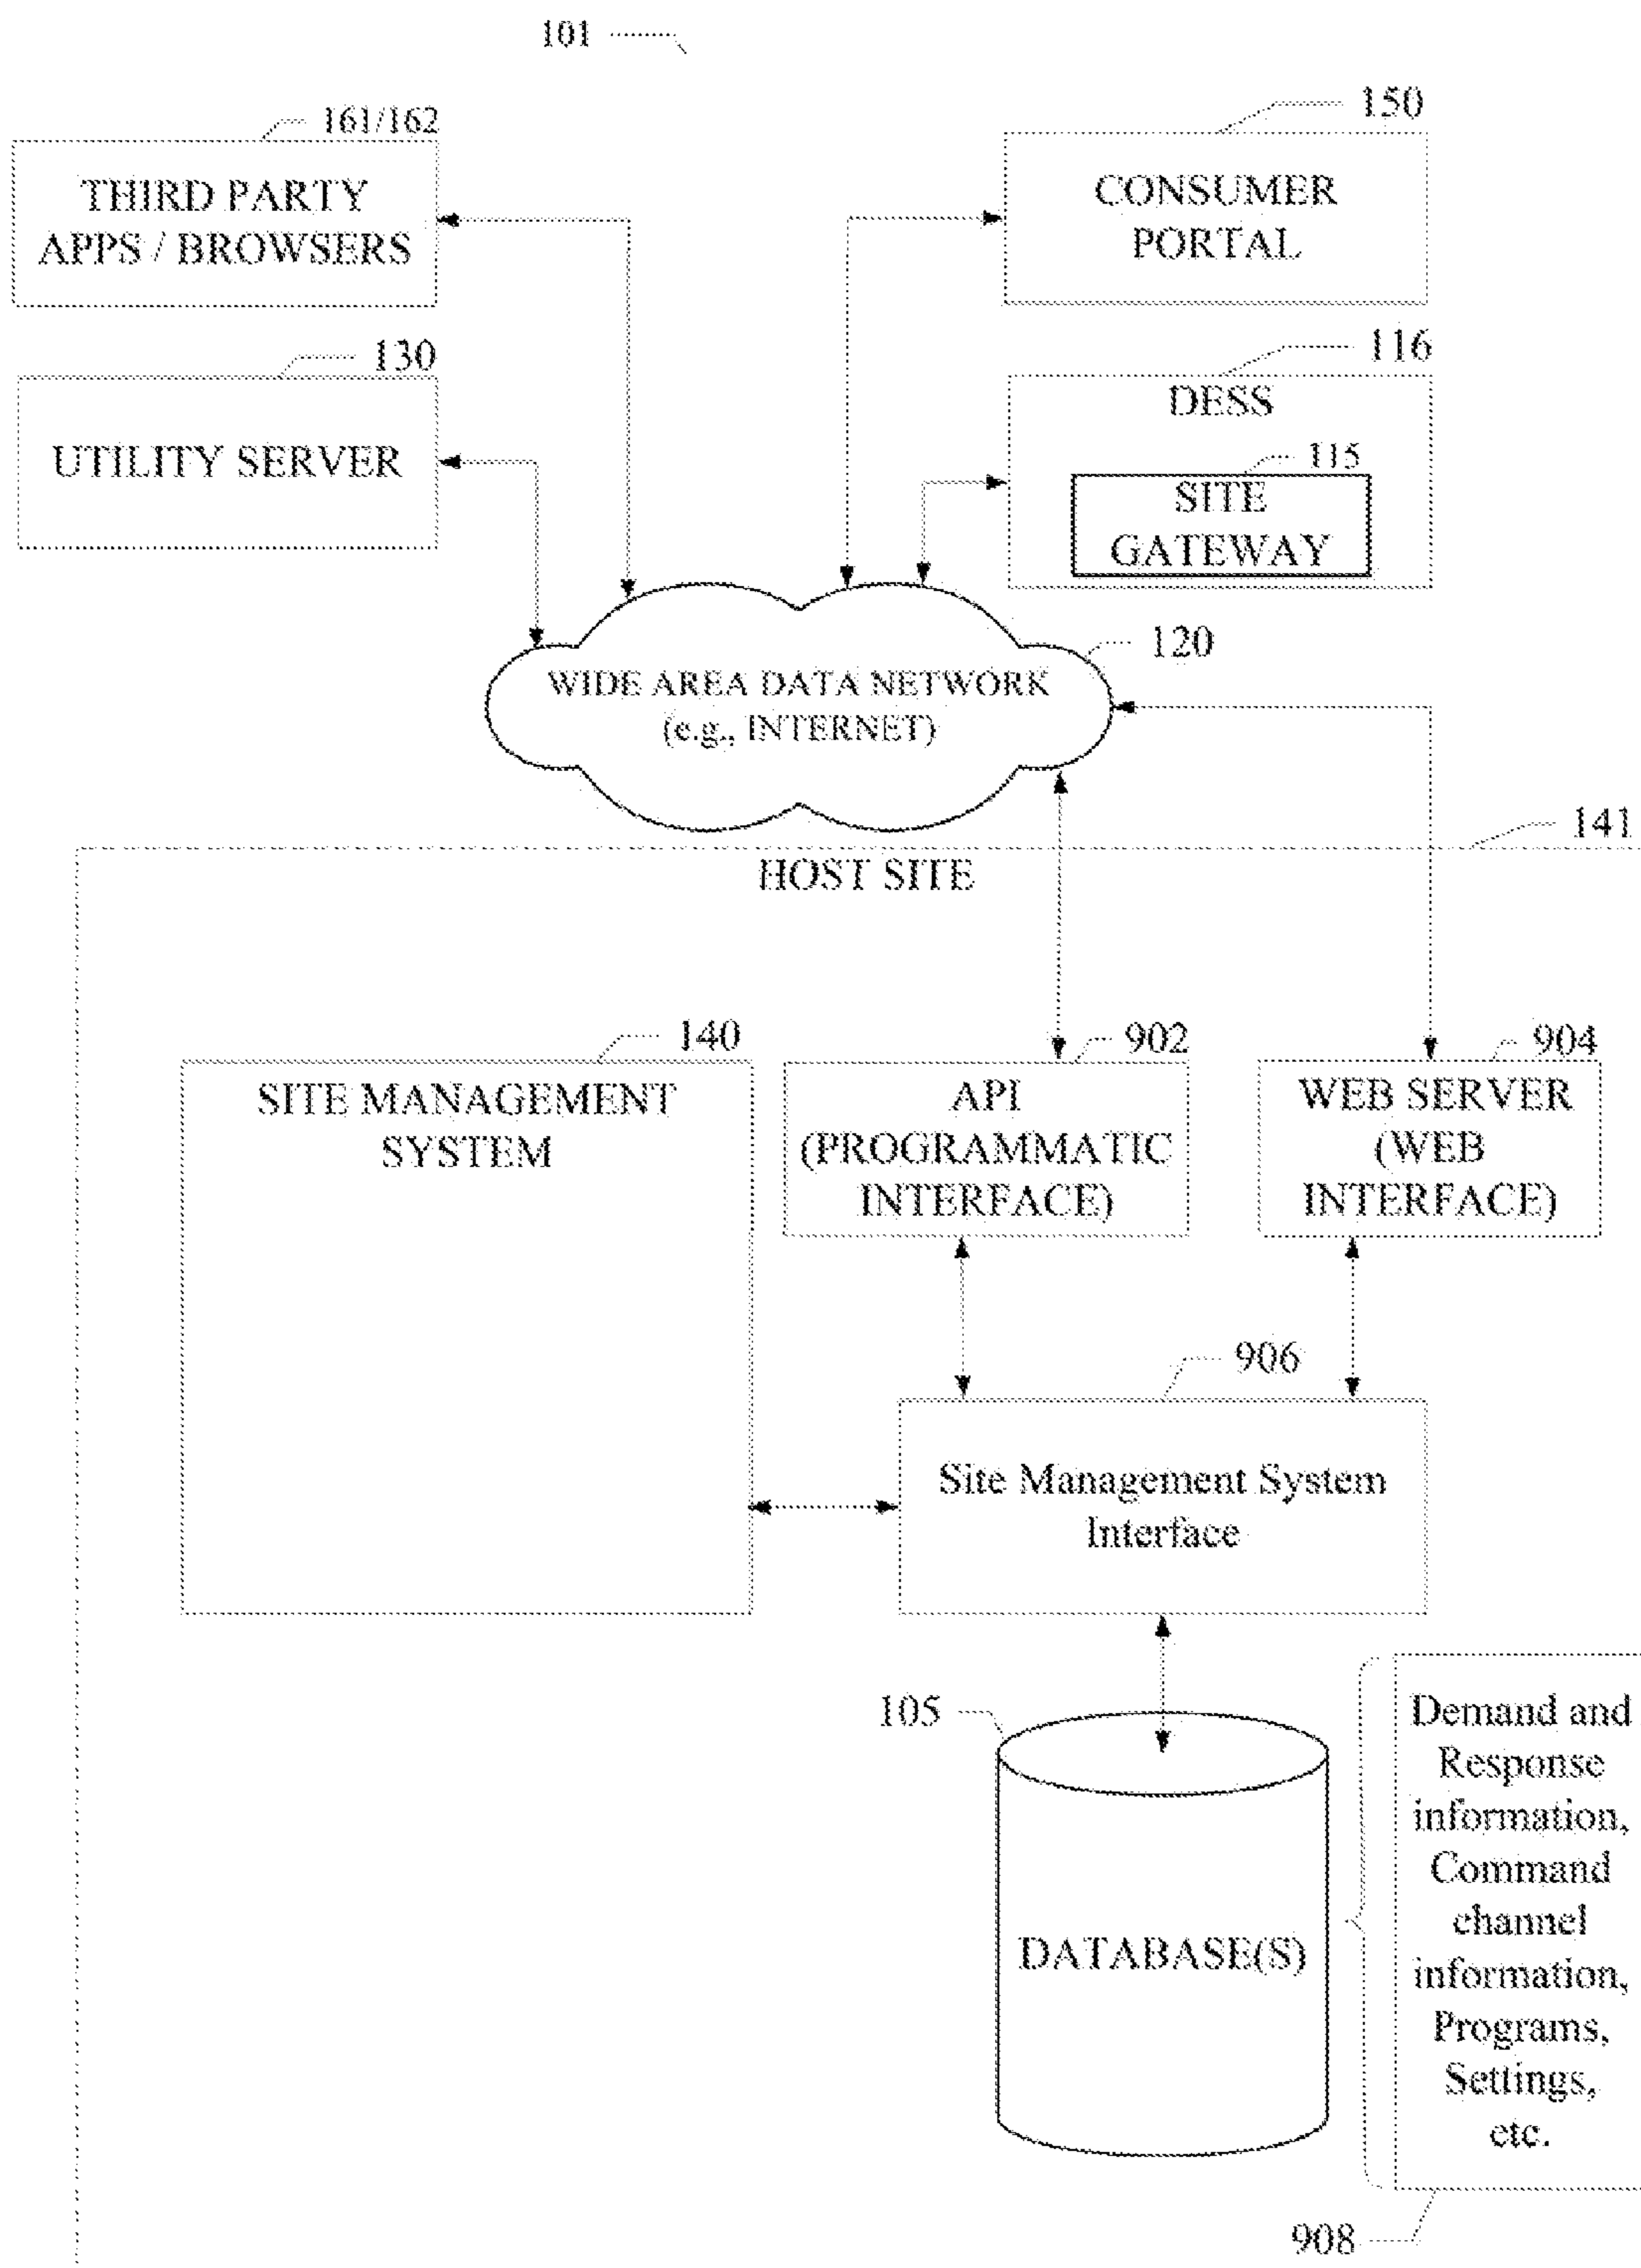 101
161/162
THIRD PARTY
APPS / BROWSERS
150
CONSUMER
PORTAL
130
UTILITY SERVER
116
DESS
115
SITE
GATEWAY
120
WIDE AREA DATA NETWORK
(e.g., INTERNET)
141
HOST SITE
140
SITE MANAGEMENT
SYSTEM
902
API
(PROGRAMMATIC
INTERFACE)
904
WEB SERVER
(WEB
INTERFACE)
906
Site Management System
Interface
105
DATABASE(S)
Demand and
Response
information,
Command
channel
information,
Programs,
Settings,
etc.
908